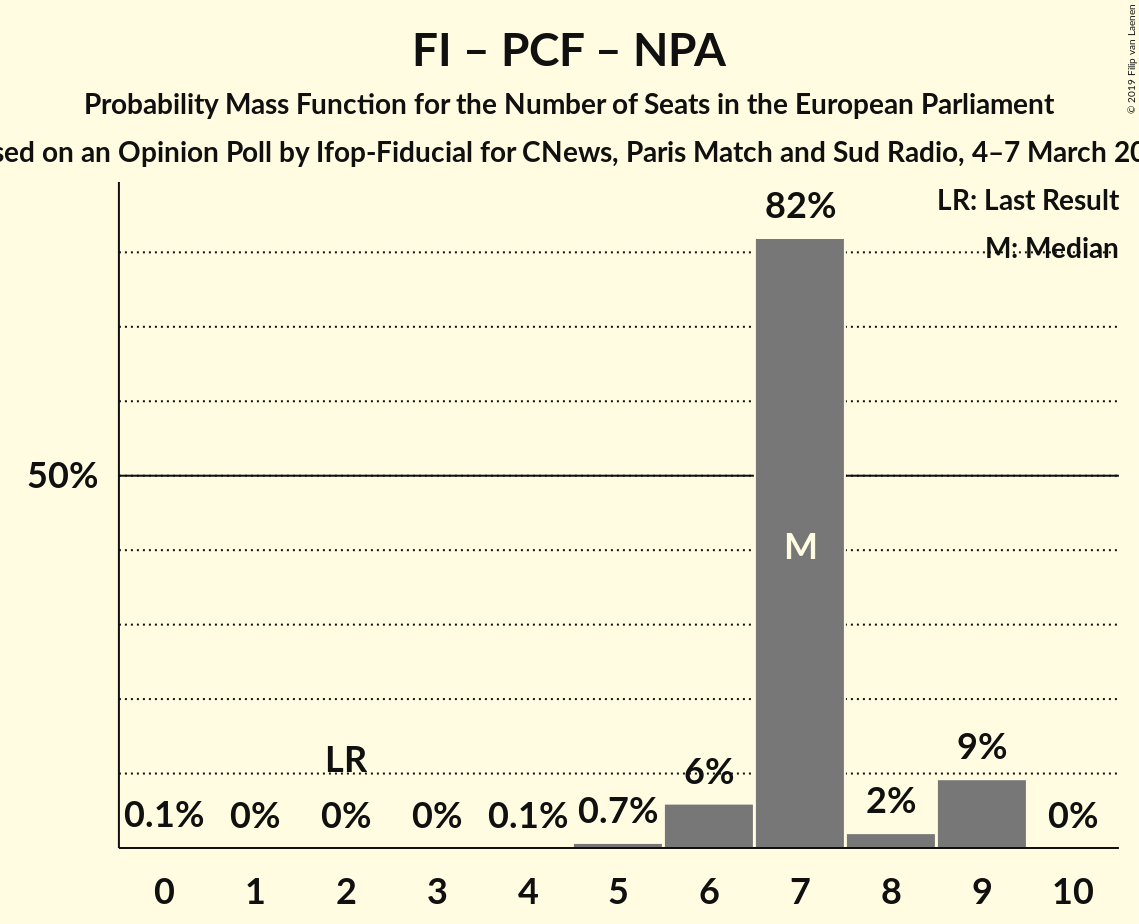 FI – PCF – NPA
Probability Mass Function for the Number of Seats in the European Parliament
sed on an Opinion Poll by Ifop-Fiducial for CNews, Paris Match and Sud Radio, 4–7 March 20
© 2019 Filip van Laenen
LR: Last Result
M: Median
82%
50%
M
LR
9%
6%
2%
0.1% 0% 0% 0% 0.1% 0.7% 0%
0 1 2 3 4 5 6 7 8 9 10